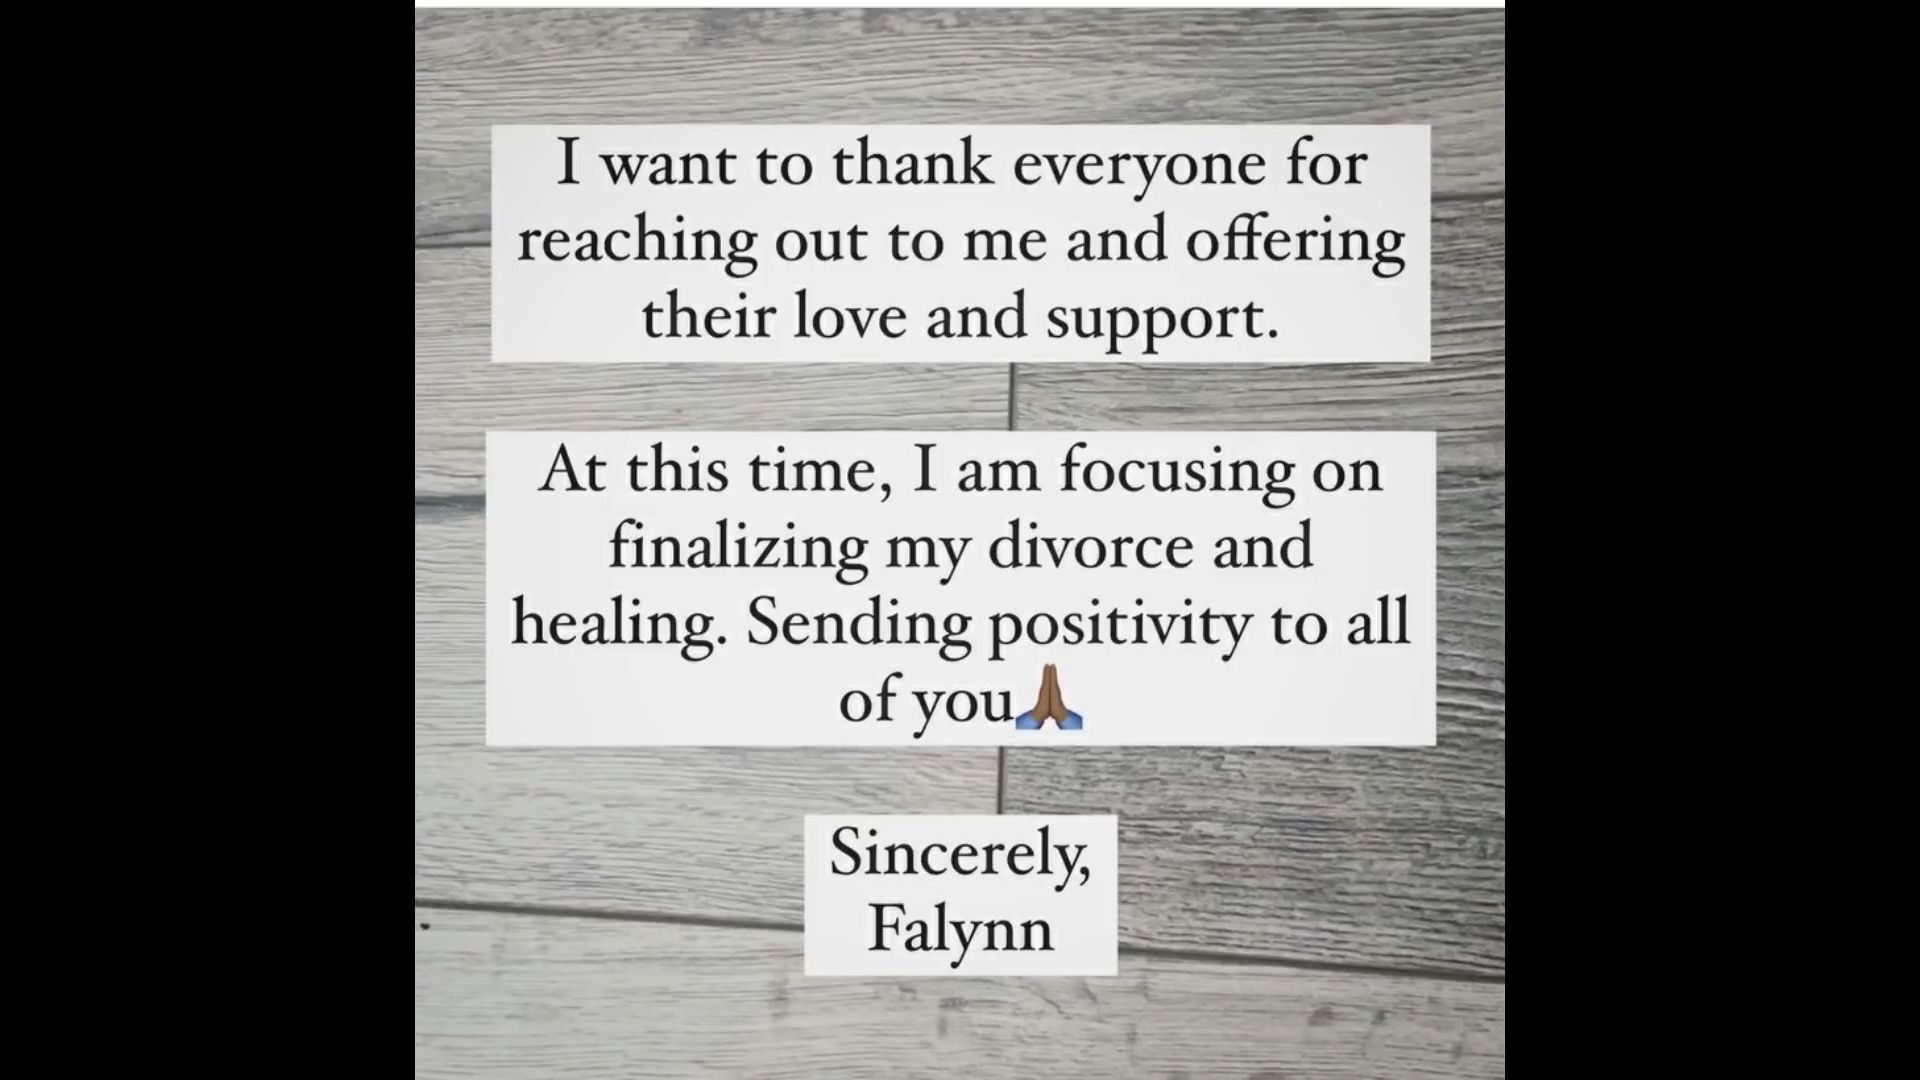 I want to thank everyone for
reaching out to me and offering
their love and support.
At this time, I am focusing on
finalizing my divorce and
healing. Sending positivity to all
of you🙏🏾
Sincerely,
Falynn